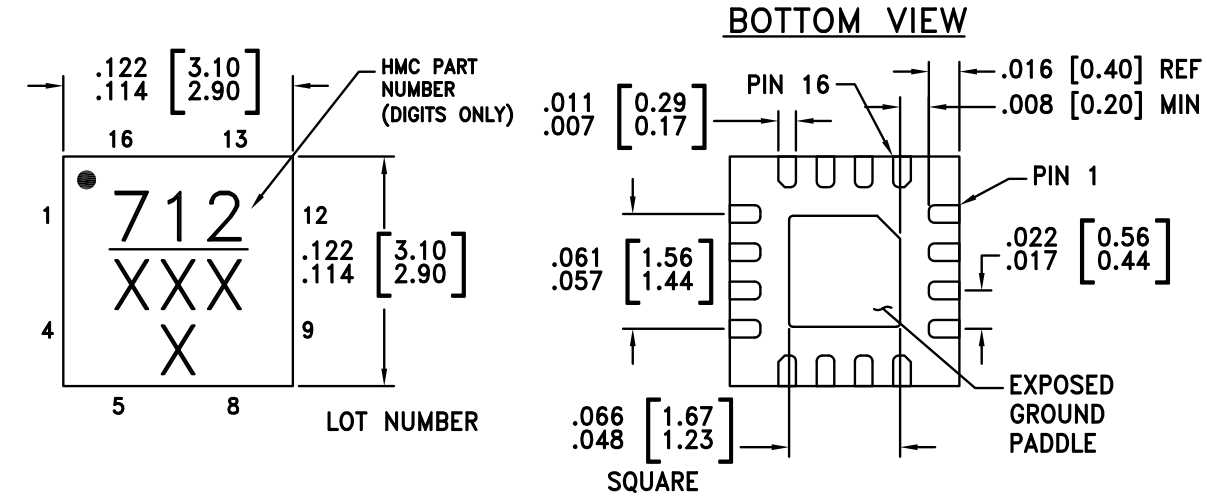 BOTTOM VIEW
.122 [3.10]
.114 [2.90]
HMC PART
NUMBER
(DIGITS ONLY)
16
13
1
4
5
8
12
9
712
XXX
X
.122 [3.10]
.114 [2.90]
LOT NUMBER
PIN 16
.011 [0.29]
.007 [0.17]
.016 [0.40] REF
.008 [0.20] MIN
PIN 1
.061 [1.56]
.057 [1.44]
.022 [0.56]
.017 [0.44]
.066 [1.67]
.048 [1.23]
SQUARE
EXPOSED
GROUND
PADDLE